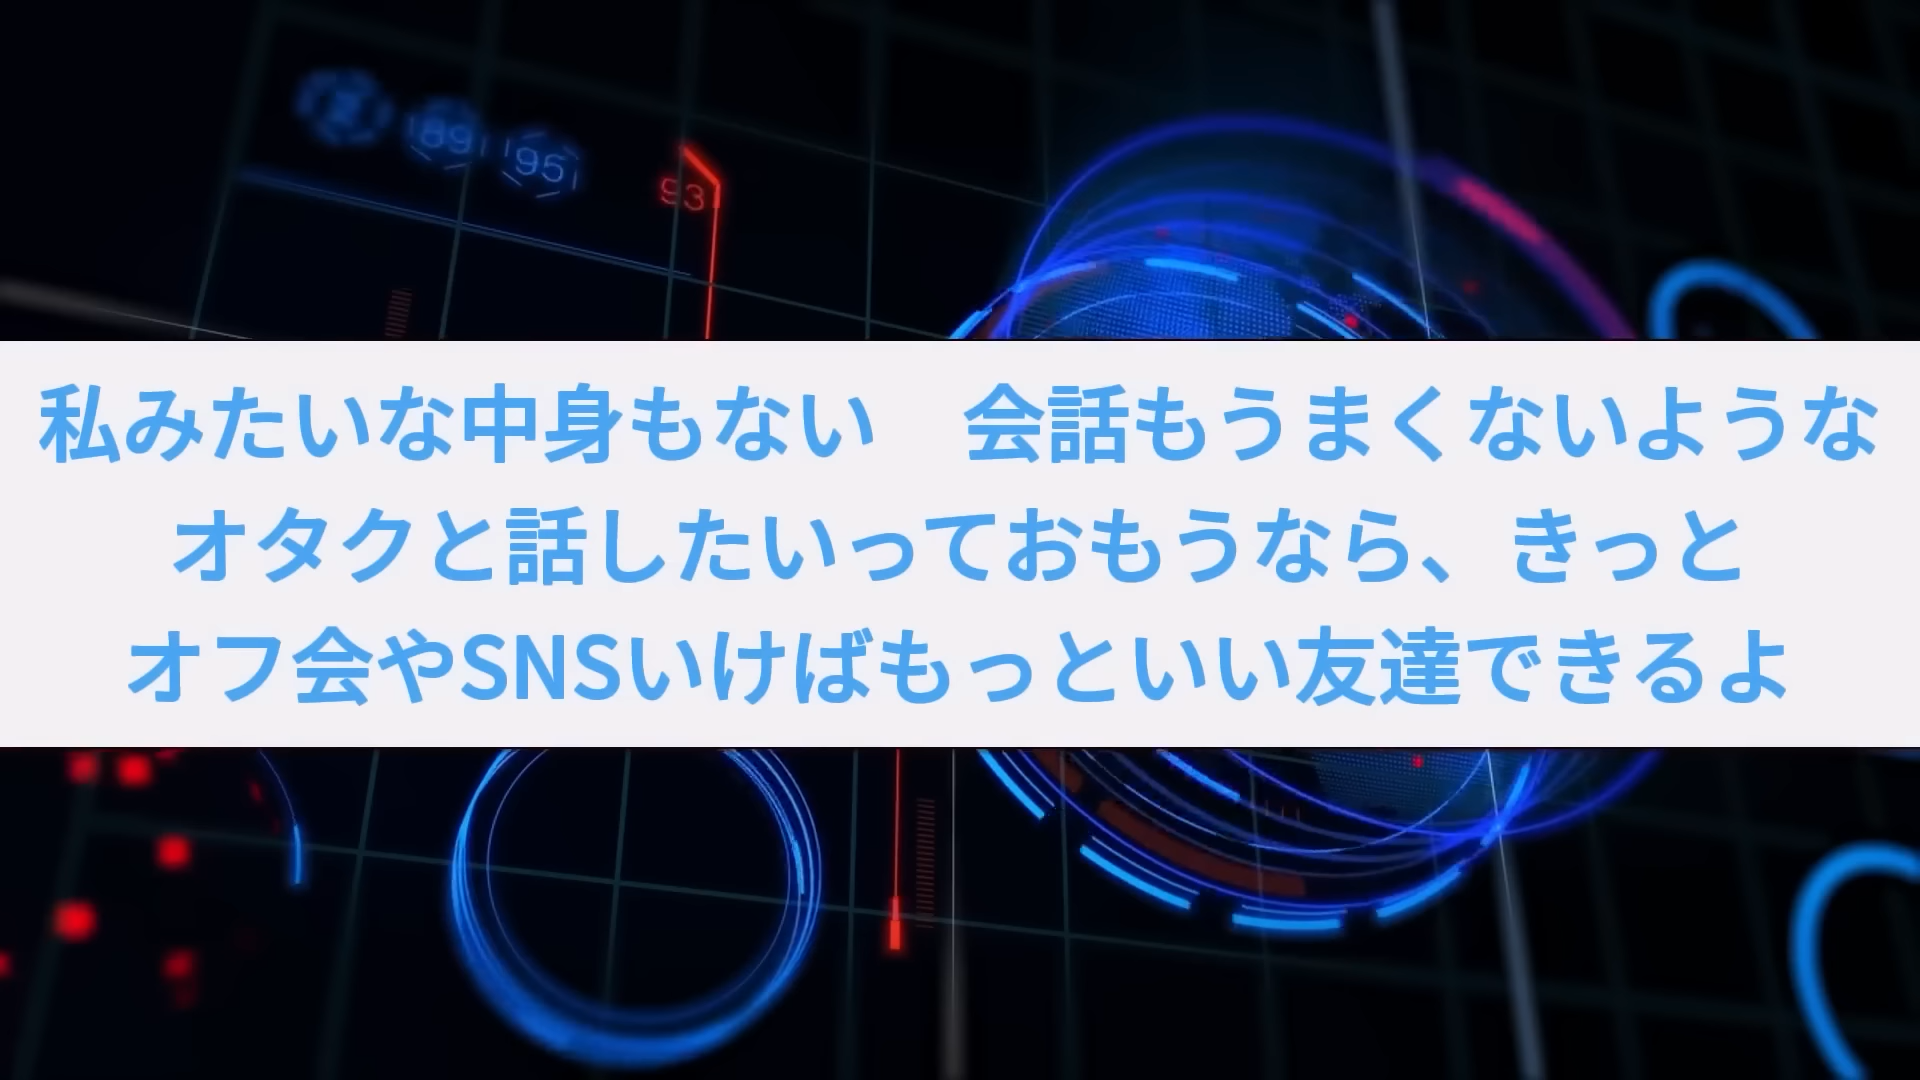 189 195
93
私みたいな中身もない　会話もうまくないような
オタクと話したいっておもうなら、きっと
オフ会やSNSいけばもっといい友達できるよ